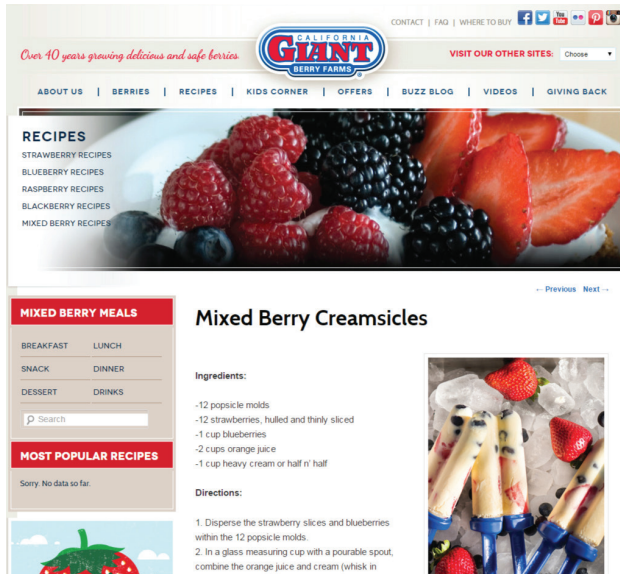 CONTACT | FAQ | WHERE TO BUY
You
Tube
Over 40 years growing delicious and safe berries.
CALIFORNIA
GIANT
BERRY FARMS
VISIT OUR OTHER SITES: Choose
ABOUT US | BERRIES | RECIPES | KIDS CORNER | OFFERS | BUZZ BLOG | VIDEOS | GIVING BACK
RECIPES
STRAWBERRY RECIPES
BLUEBERRY RECIPES
RASPBERRY RECIPES
BLACKBERRY RECIPES
MIXED BERRY RECIPES
← Previous Next →
MIXED BERRY MEALS
BREAKFAST LUNCH
SNACK DINNER
DESSERT DRINKS
Search
MOST POPULAR RECIPES
Sorry. No data so far.
Mixed Berry Creamsicles
Ingredients:
-12 popsicle molds
-12 strawberries, hulled and thinly sliced
-1 cup blueberries
-2 cups orange juice
-1 cup heavy cream or half n' half
Directions:
1. Disperse the strawberry slices and blueberries
within the 12 popsicle molds.
2. In a glass measuring cup with a pourable spout,
combine the orange juice and cream (whisk in